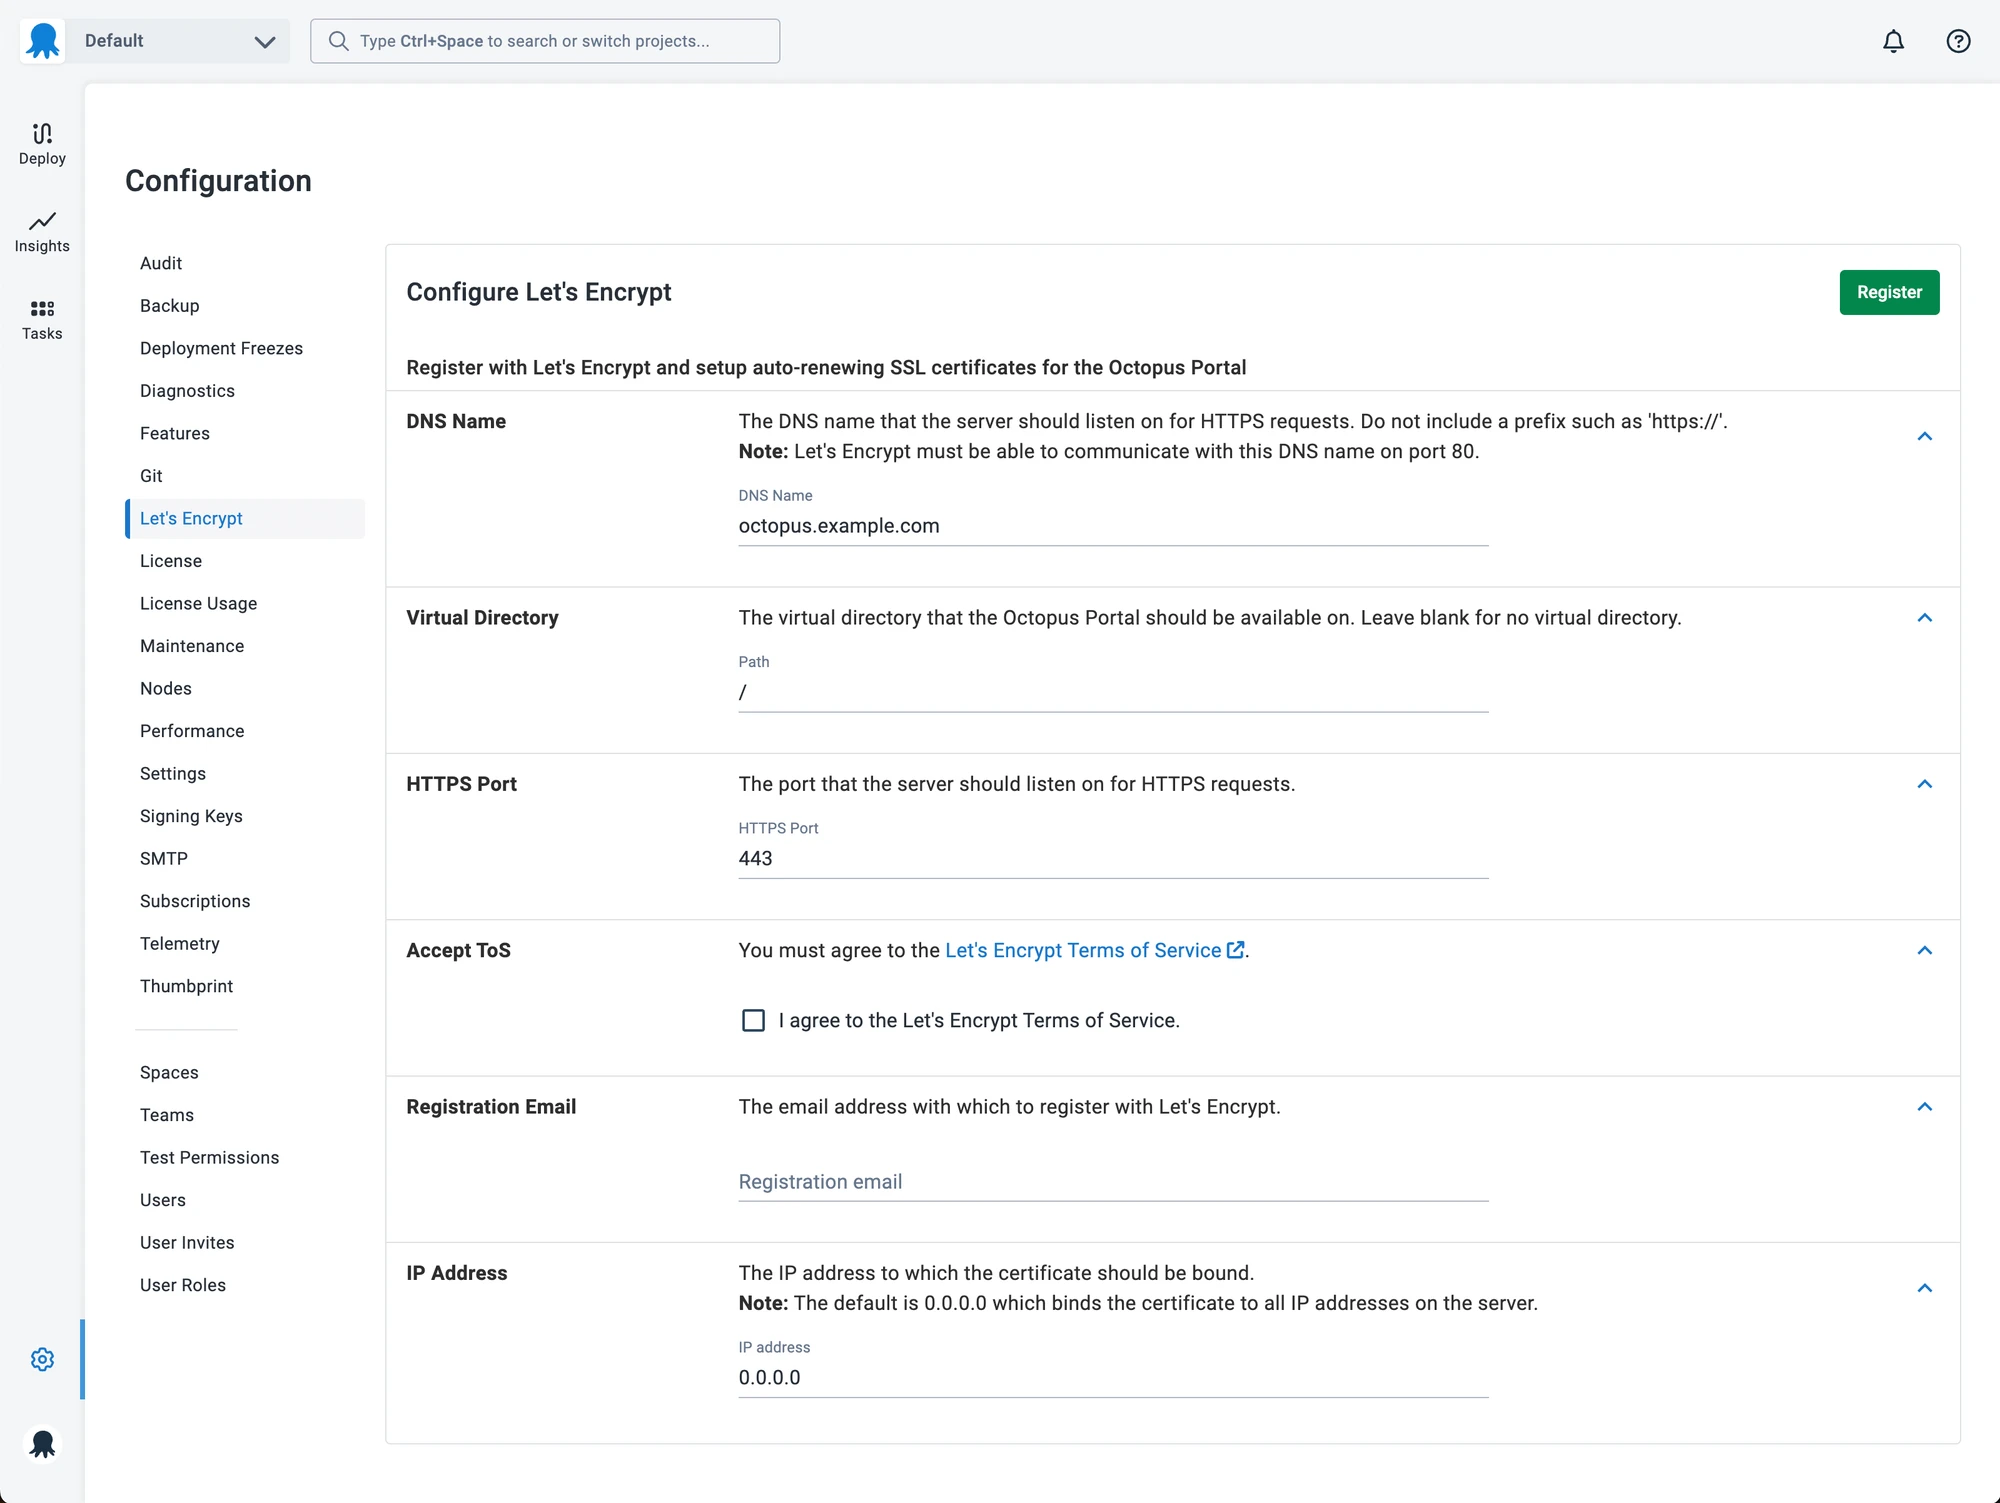 Default
Type Ctrl+Space to search or switch projects...
Deploy
Insights
Tasks
Configuration
Audit
Backup
Deployment Freezes
Diagnostics
Features
Git
Let's Encrypt
License
License Usage
Maintenance
Nodes
Performance
Settings
Signing Keys
SMTP
Subscriptions
Telemetry
Thumbprint
Spaces
Teams
Test Permissions
Users
User Invites
User Roles
Configure Let's Encrypt
Register
Register with Let's Encrypt and setup auto-renewing SSL certificates for the Octopus Portal
DNS Name
The DNS name that the server should listen on for HTTPS requests. Do not include a prefix such as 'https://'.
Note: Let's Encrypt must be able to communicate with this DNS name on port 80.
DNS Name
octopus.example.com
Virtual Directory
The virtual directory that the Octopus Portal should be available on. Leave blank for no virtual directory.
Path
/
HTTPS Port
The port that the server should listen on for HTTPS requests.
HTTPS Port
443
Accept ToS
You must agree to the Let's Encrypt Terms of Service.
I agree to the Let's Encrypt Terms of Service.
Registration Email
The email address with which to register with Let's Encrypt.
Registration email
IP Address
The IP address to which the certificate should be bound.
Note: The default is 0.0.0.0 which binds the certificate to all IP addresses on the server.
IP address
0.0.0.0